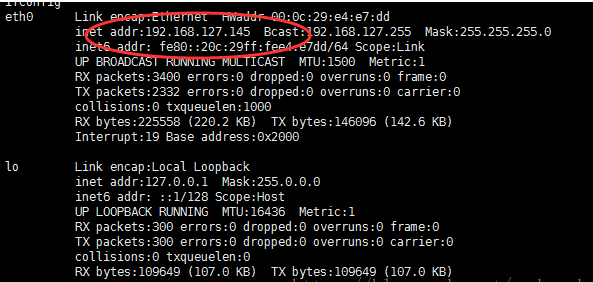 ifconfig
eth0 Link encap:Ethernet HWaddr 00:0c:29:e4:e7:dd
inet addr:192.168.127.145 Bcast:192.168.127.255 Mask:255.255.255.0
inet6 addr: fe80::20c:29ff:fee4:e7dd/64 Scope:Link
UP BROADCAST RUNNING MULTICAST MTU:1500 Metric:1
RX packets:3400 errors:0 dropped:0 overruns:0 frame:0
TX packets:2332 errors:0 dropped:0 overruns:0 carrier:0
collisions:0 txqueuelen:1000
RX bytes:225558 (220.2 KB) TX bytes:146096 (142.6 KB)
Interrupt:19 Base address:0x2000
lo Link encap:Local Loopback
inet addr:127.0.0.1 Mask:255.0.0.0
inet6 addr: ::1/128 Scope:Host
UP LOOPBACK RUNNING MTU:16436 Metric:1
RX packets:300 errors:0 dropped:0 overruns:0 frame:0
TX packets:300 errors:0 dropped:0 overruns:0 carrier:0
collisions:0 txqueuelen:0
RX bytes:109649 (107.0 KB) TX bytes:109649 (107.0 KB)